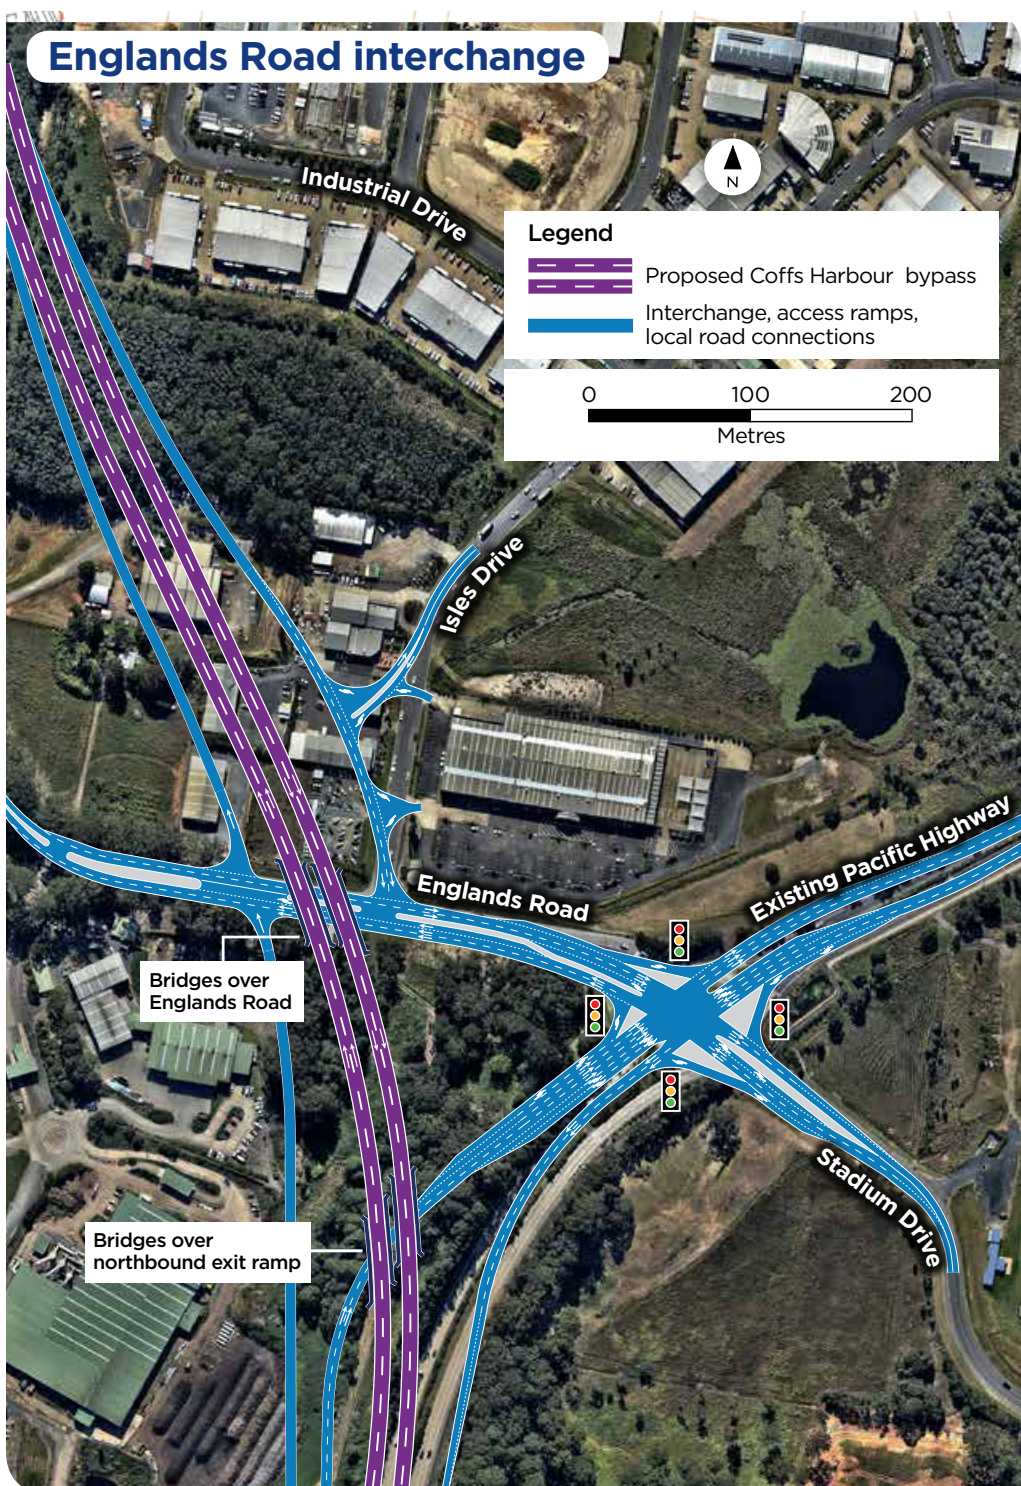 Englands Road interchange
Industrial Drive
N
Legend
Proposed Coffs Harbour bypass
Interchange, access ramps,
local road connections
0 100 200
Metres
Isles Drive
Existing Pacific Highway
Englands Road
Bridges over
Englands Road
Stadium Drive
Bridges over
northbound exit ramp